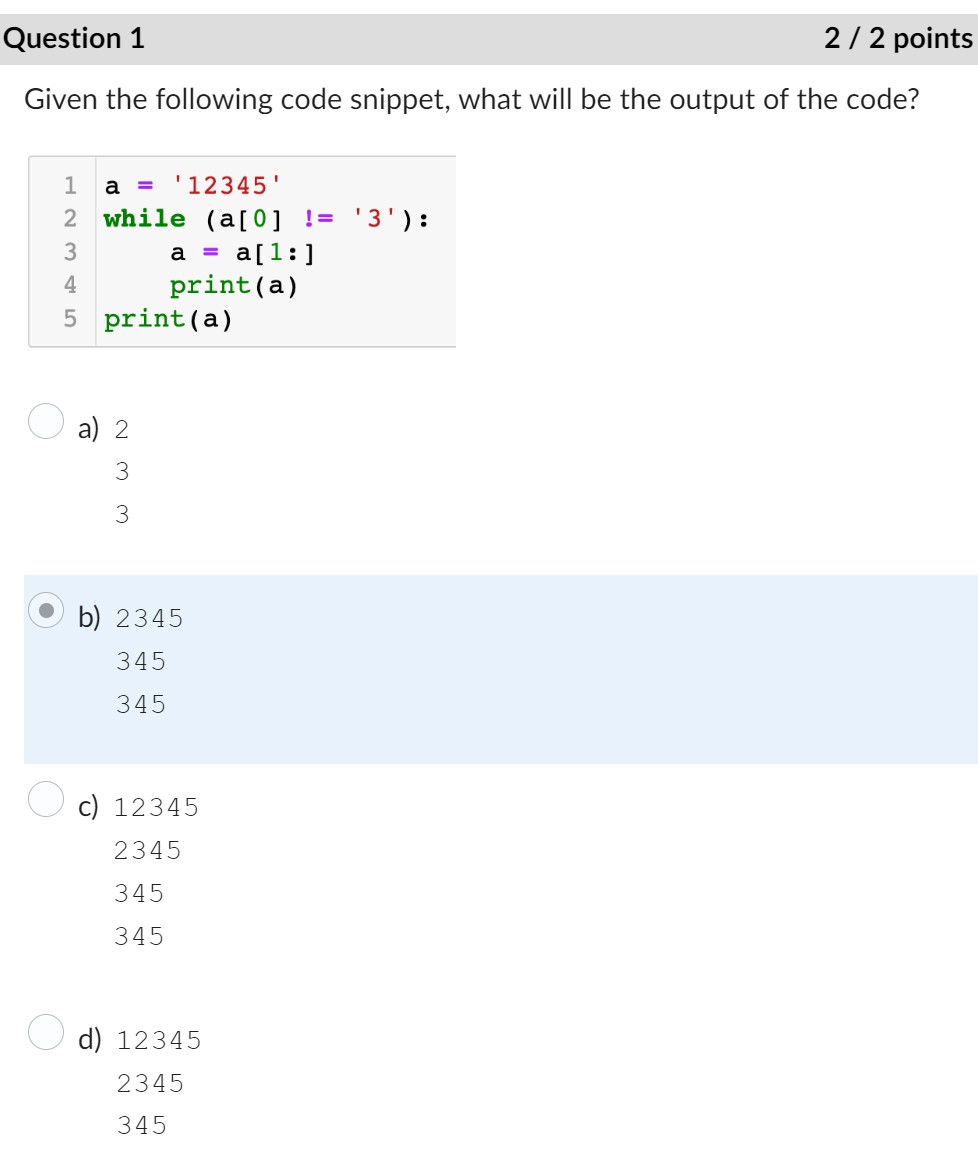 Question 1 2 / 2 points
Given the following code snippet, what will be the output of the code?
1 a = '12345'
2 while (a[0] != '3'):
3     a = a[1:]
4     print(a)
5 print(a)
a) 2
3
3
b) 2345
345
345
c) 12345
2345
345
345
d) 12345
2345
345